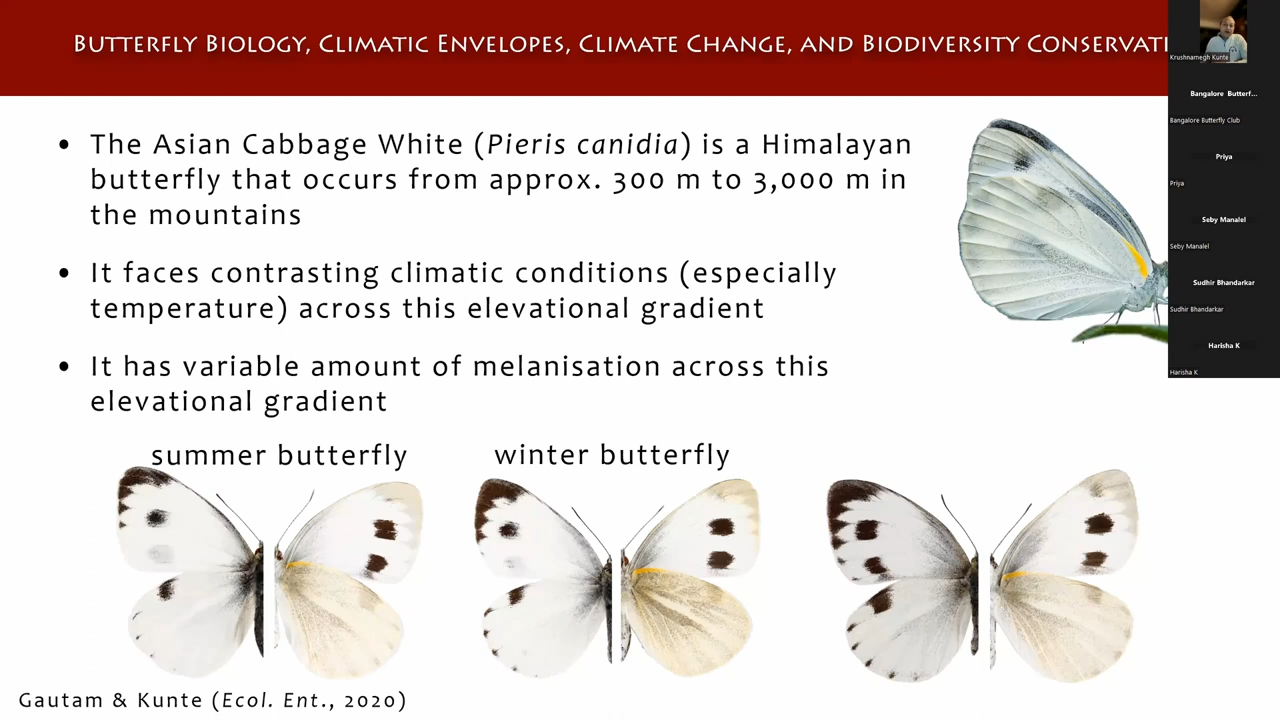 Butterfly Biology, Climatic Envelopes, Climate Change, and Biodiversity Conservati
• The Asian Cabbage White (Pieris canidia) is a Himalayan
butterfly that occurs from approx. 300 m to 3,000 m in
the mountains
• It faces contrasting climatic conditions (especially
temperature) across this elevational gradient
• It has variable amount of melanisation across this
elevational gradient
summer butterfly
winter butterfly
Gautam & Kunte (Ecol. Ent., 2020)
Krushnamegh Kunte
Bangalore Butterf...
Bangalore Butterfly Club
Priya
Priya
Seby Manalel
Seby Manalel
Sudhir Bhandarkar
Sudhir Bhandarkar
Harisha K
Harisha K